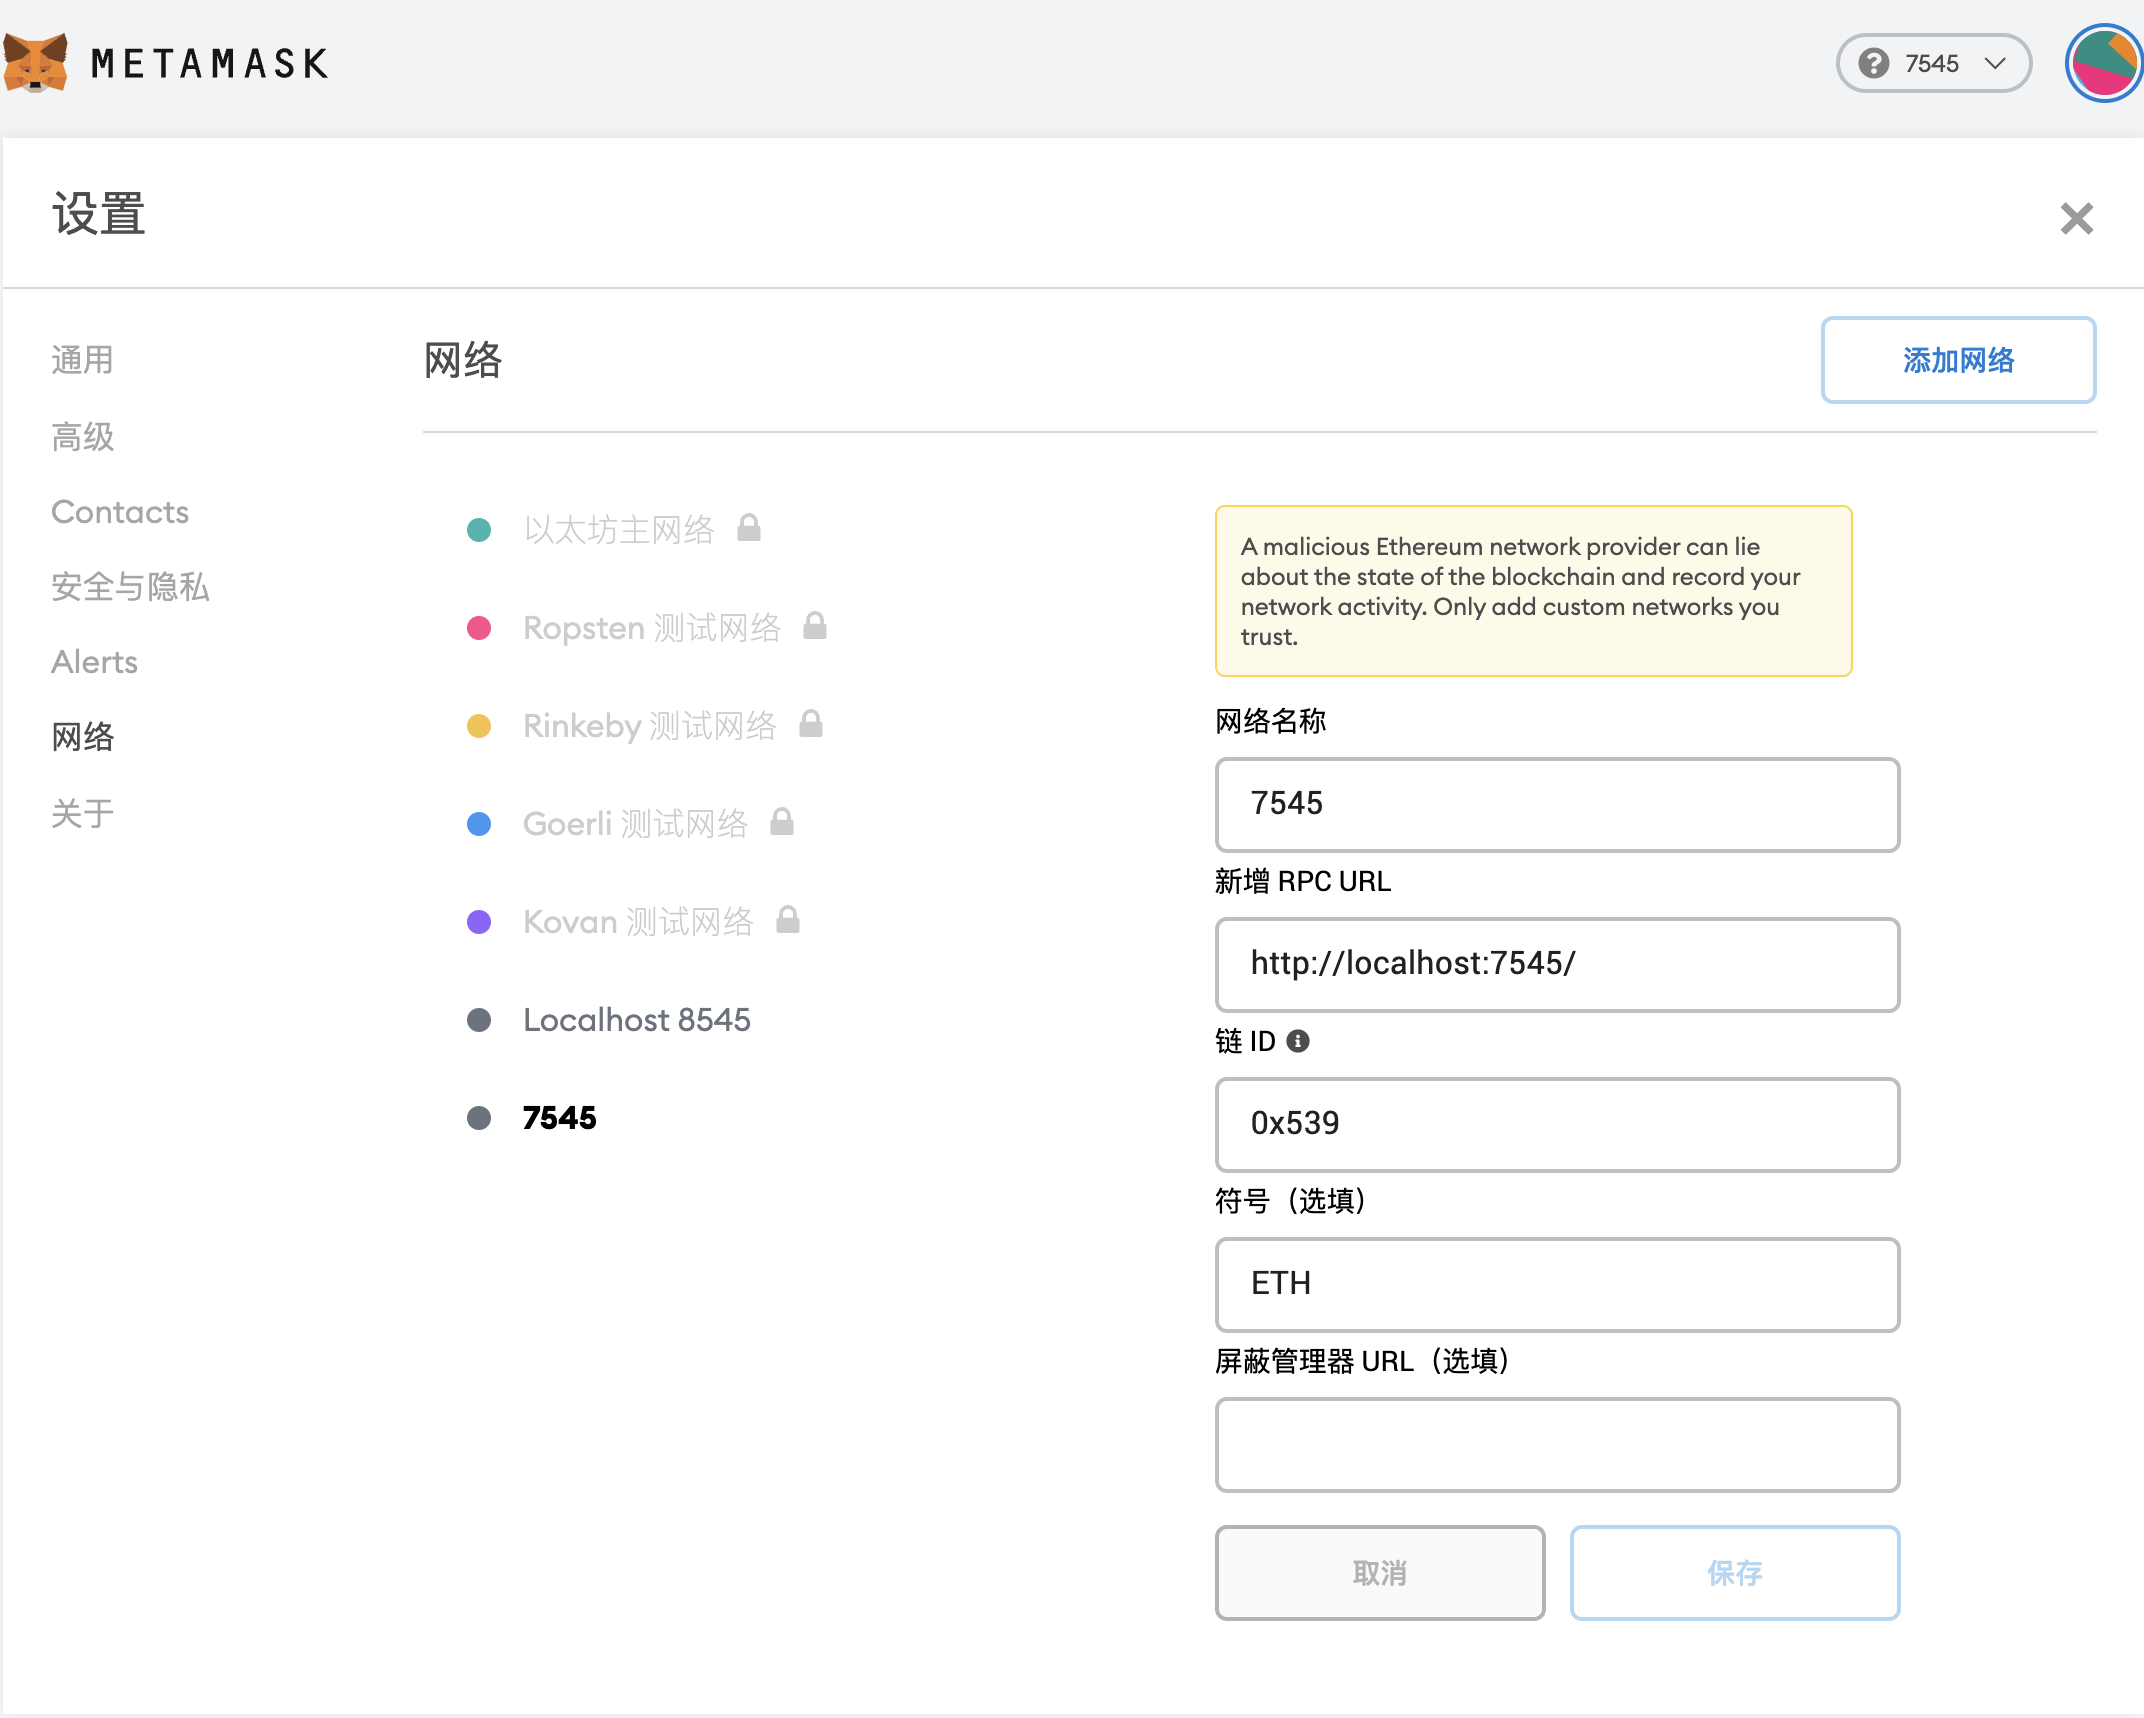 METAMASK
7545
设置
通用
高级
Contacts
安全与隐私
Alerts
网络
关于
网络
添加网络
以太坊主网络
Ropsten 测试网络
Rinkeby 测试网络
Goerli 测试网络
Kovan 测试网络
Localhost 8545
7545
A malicious Ethereum network provider can lie
about the state of the blockchain and record your
network activity. Only add custom networks you
trust.
网络名称
7545
新增 RPC URL
http://localhost:7545/
链 ID
0x539
符号（选填）
ETH
屏蔽管理器 URL（选填）
取消
保存